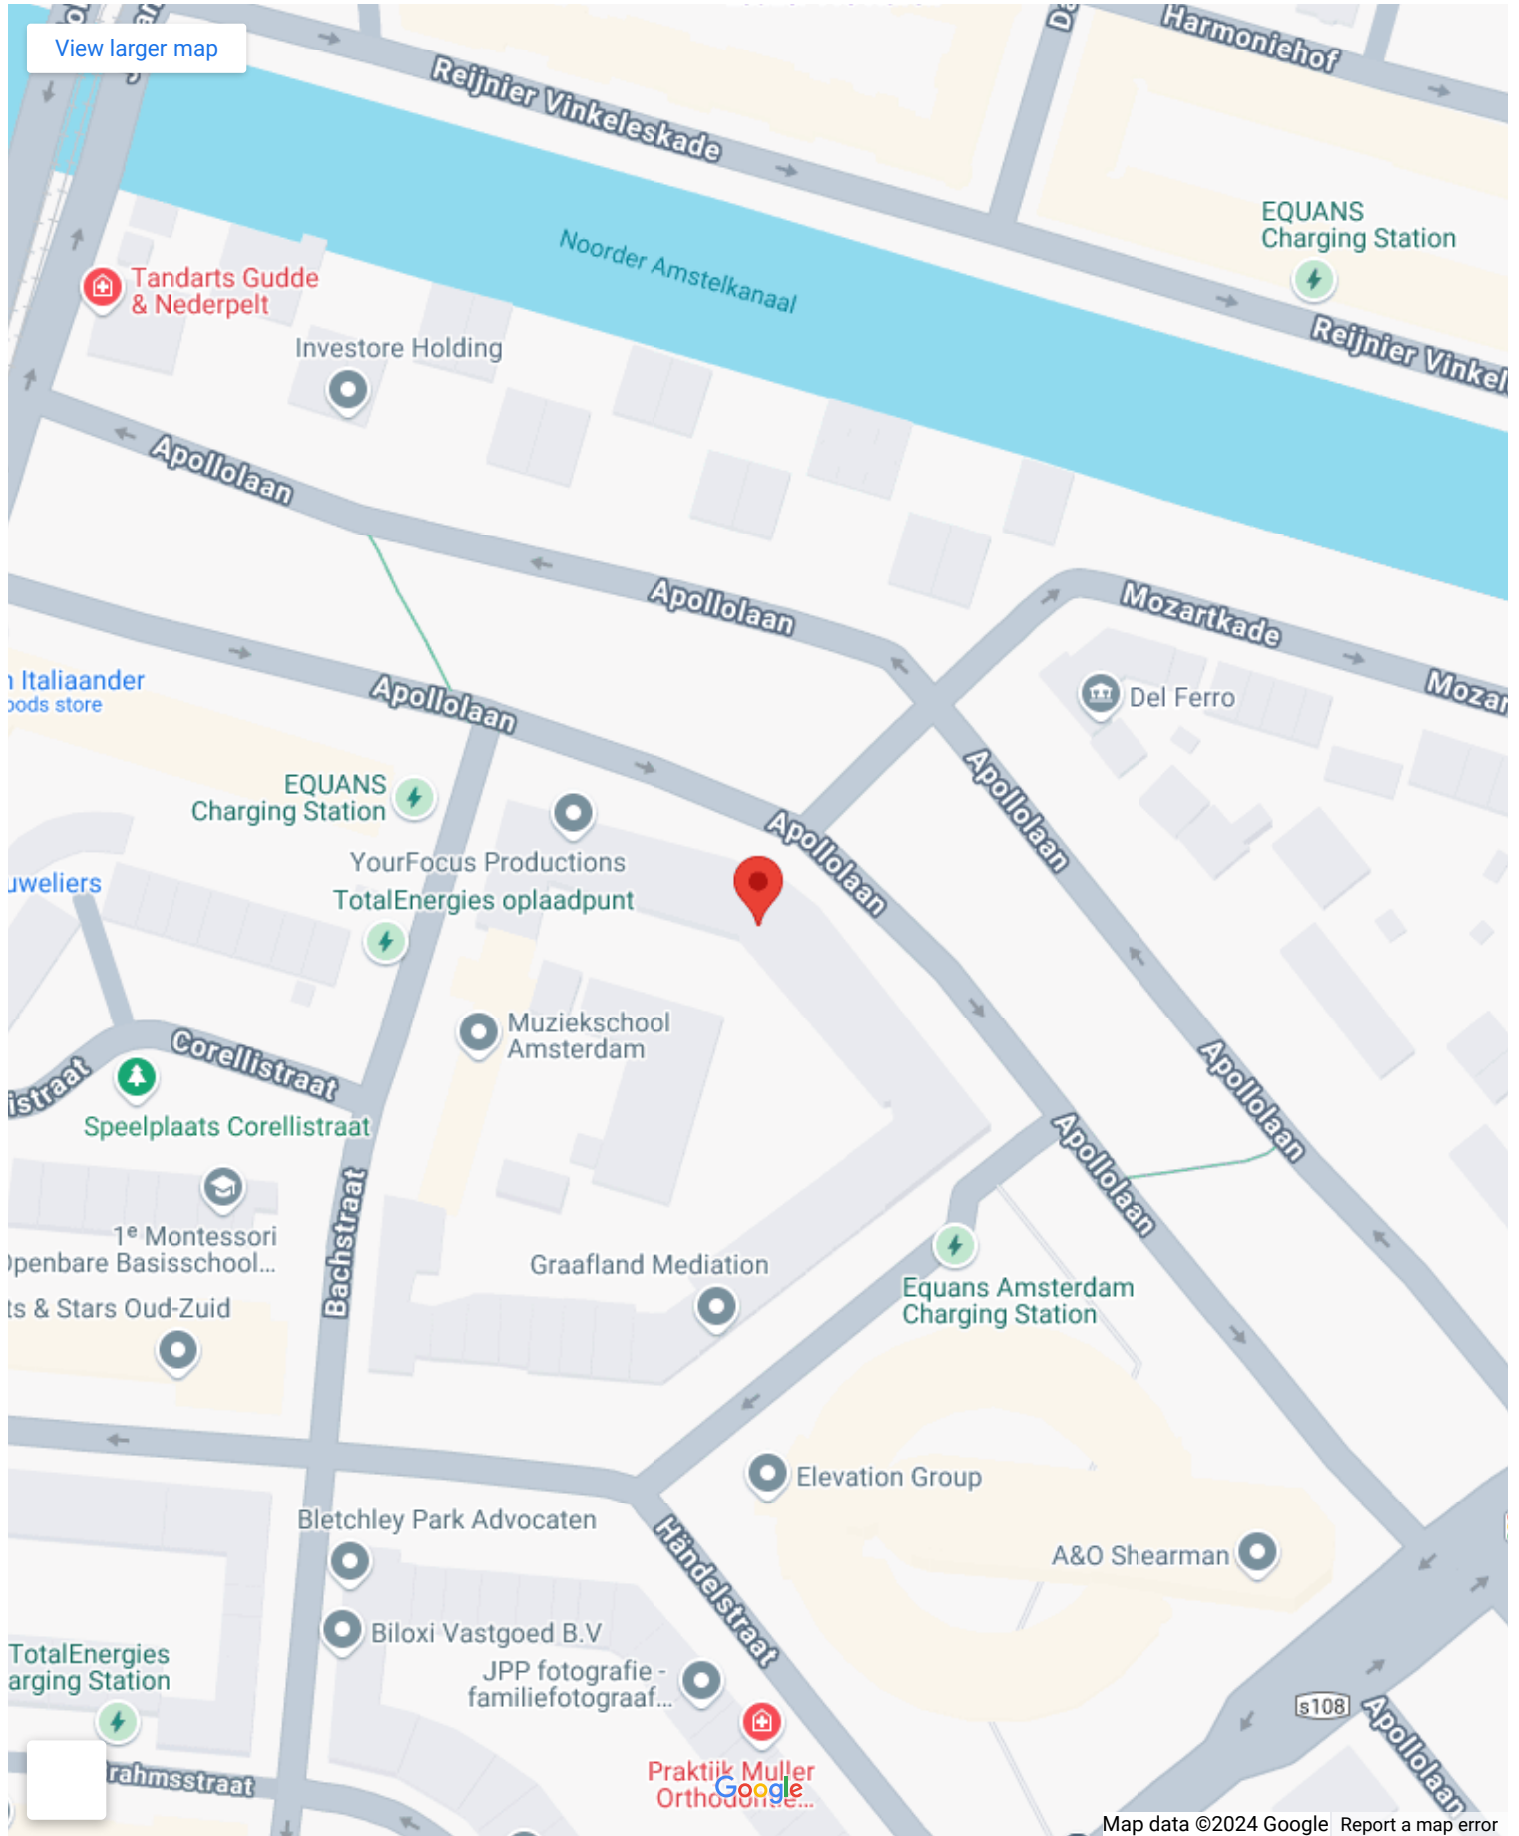 View larger map
Harmoniehof
Reijnier Vinkeleskade
EQUANS
Charging Station
Noorder Amstelkanaal
Tandarts Gudde
& Nederpelt
Reijnier Vinkel
Investore Holding
Apollolaan
Apollolaan
Mozartkade
Italiaander
oods store
Apollolaan
Del Ferro
Mozar
EQUANS
Charging Station
Apollolaan
Apollolaan
YourFocus Productions
uweliers
TotalEnergies oplaadpunt
Muziekschool
Amsterdam
Corellistraat
istraat
Apollolaan
Speelplaats Corellistraat
Apollolaan
Bachstraat
1e Montessori
Openbare Basisschool...
Graafland Mediation
Equans Amsterdam
Charging Station
ts & Stars Oud-Zuid
Elevation Group
Bletchley Park Advocaten
A&O Shearman
Händelstraat
Biloxi Vastgoed B.V
TotalEnergies
arging Station
JPP fotografie -
familiefotograaf...
s108
Apollolaan
Praktijk Muller
Orthodontie...
Google
rahmsstraat
Map data ©2024 Google
Report a map error